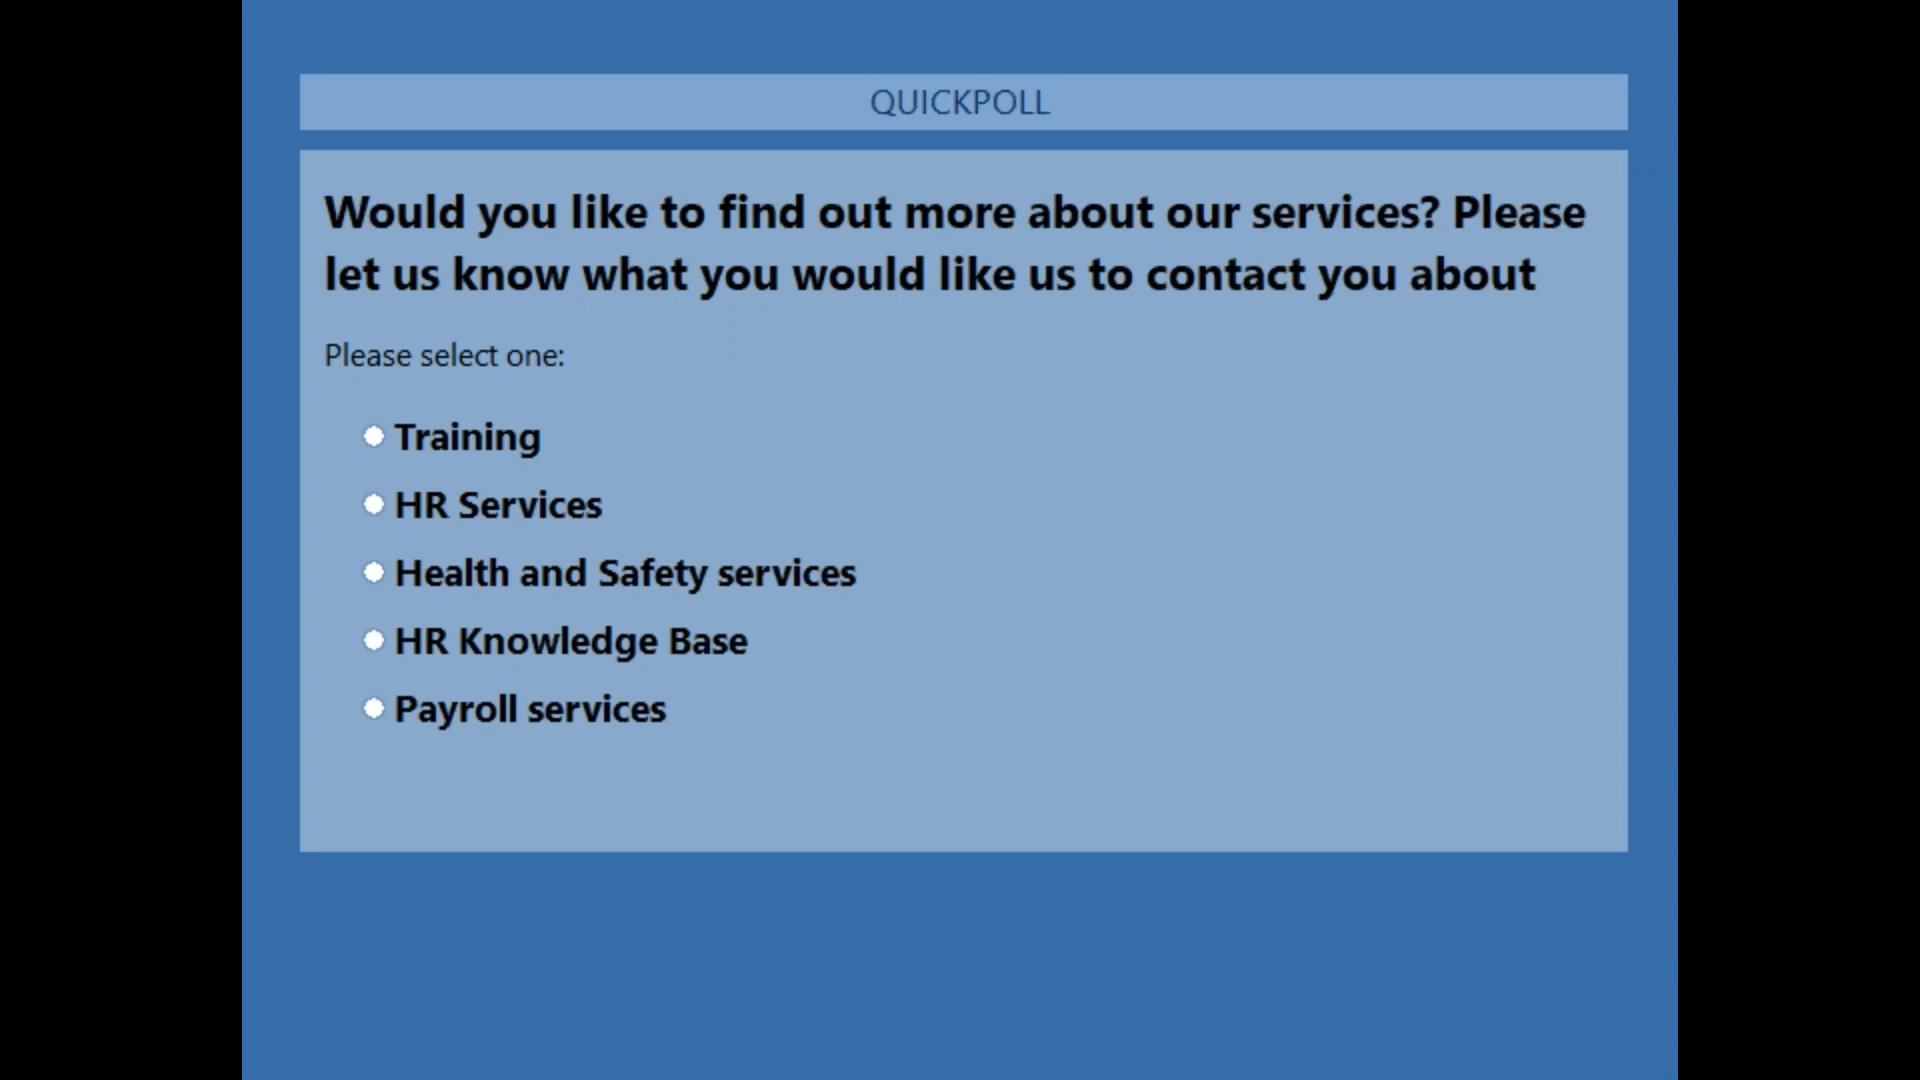 QUICKPOLL
Would you like to find out more about our services? Please
let us know what you would like us to contact you about
Please select one:
Training
HR Services
Health and Safety services
HR Knowledge Base
Payroll services